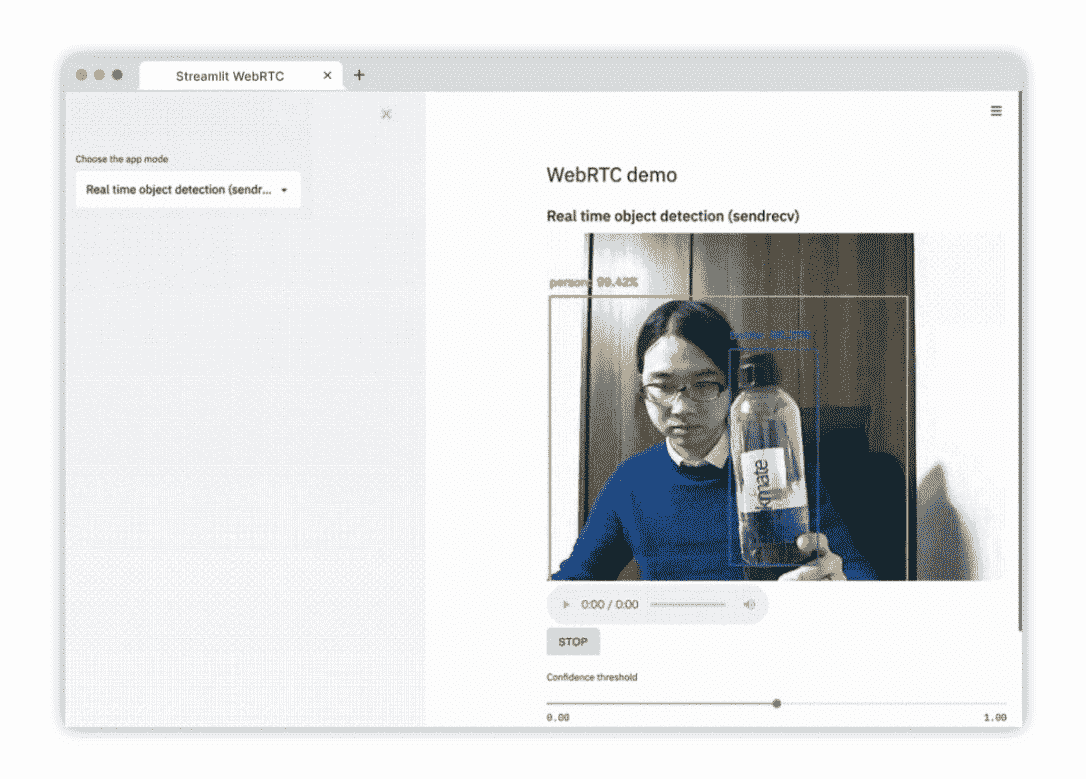 Streamlit WebRTC
Choose the app mode
Real time object detection (sendr...
WebRTC demo
Real time object detection (sendrecv)
person: 99.42%
kmate
0:00 / 0:00
STOP
Confidence threshold
0.00
1.00